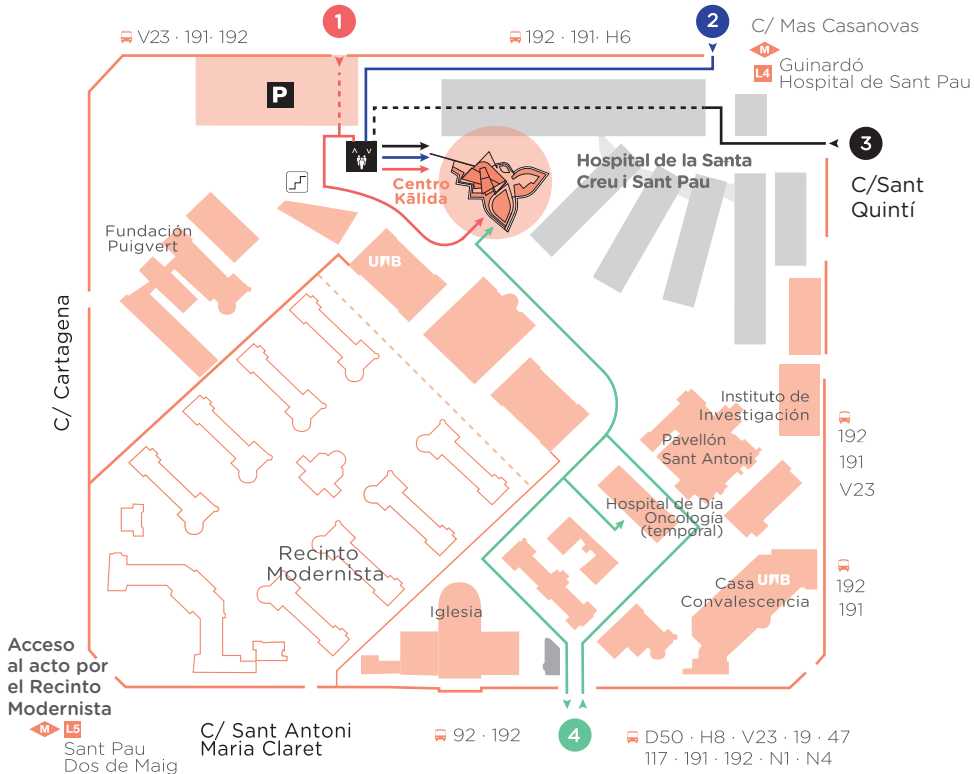 1
2
V23 · 191 · 192
192 · 191 · H6
C/ Mas Casanovas
M
L4
Guinardó
Hospital de Sant Pau
P
3
C/Sant
Quintí
Hospital de la Santa
Creu i Sant Pau
Centro
Kālida
Fundación
Puigvert
UAB
C/ Cartagena
Instituto de
Investigación
Pavellón
Sant Antoni
192
191
V23
Hospital de Día
Oncología
(temporal)
Recinto
Modernista
Casa UAB
Convalescencia
192
191
Iglesia
Acceso
al acto por
el Recinto
Modernista
M L5
Sant Pau
Dos de Maig
C/ Sant Antoni
Maria Claret
92 · 192
4
D50 · H8 · V23 · 19 · 47
117 · 191 · 192 · N1 · N4